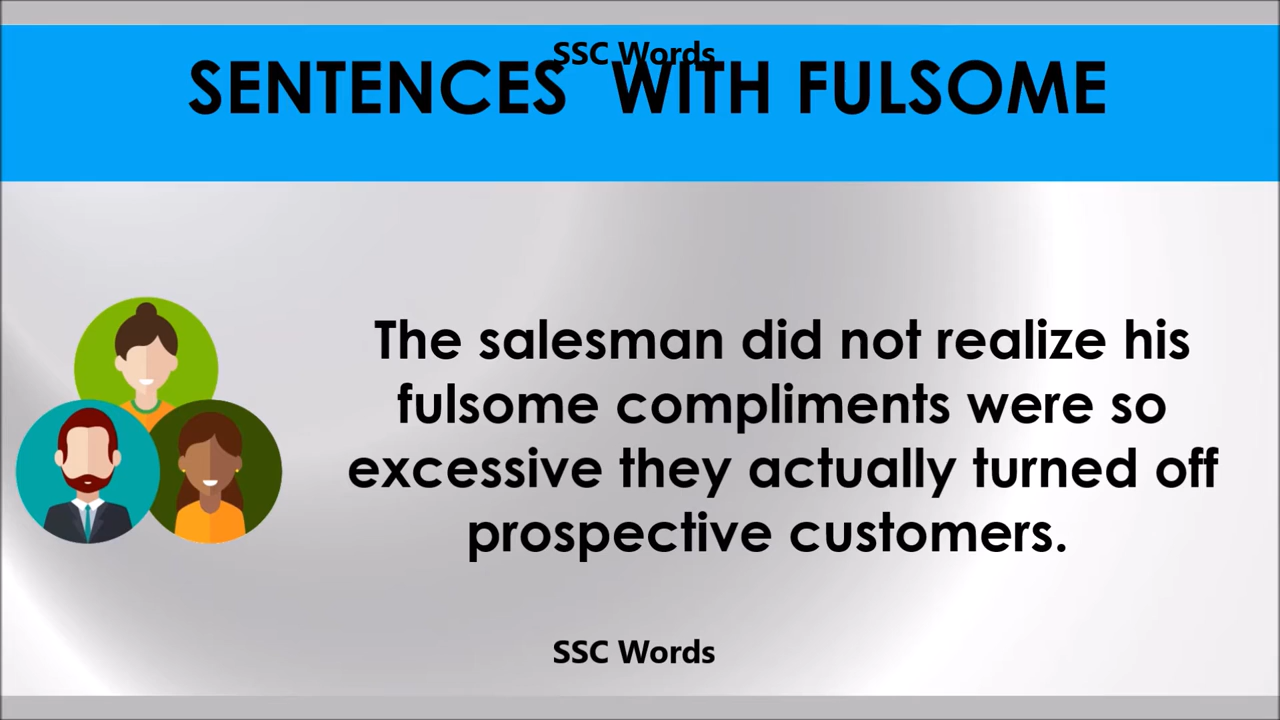 SSC Words
SENTENCES WITH FULSOME
The salesman did not realize his
fulsome compliments were so
excessive they actually turned off
prospective customers.
SSC Words